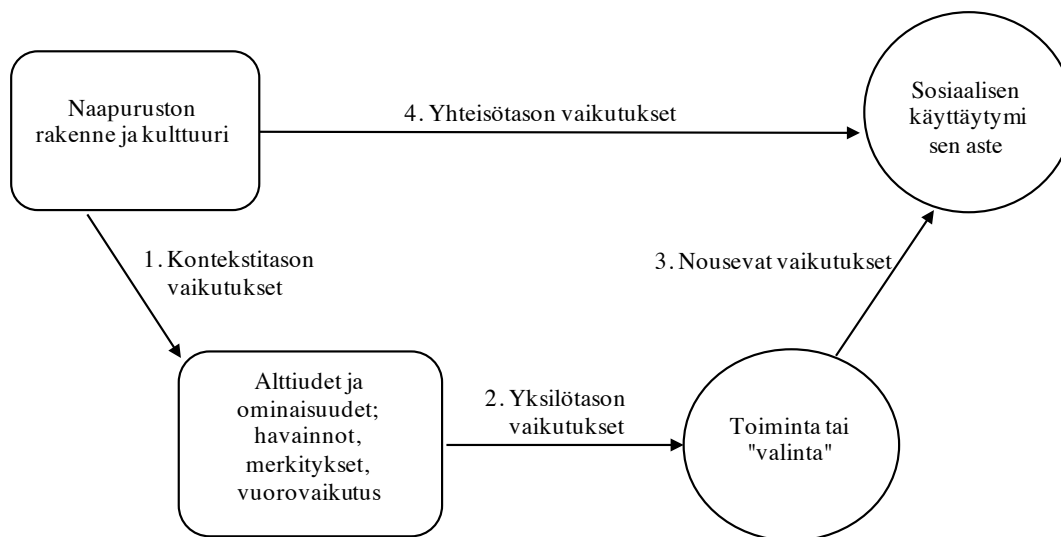 Naapuruston
rakenne ja kulttuuri
4. Yhteisötason vaikutukset
Sosiaalisen
käyttäytymi
sen aste
1. Kontekstitason
vaikutukset
3. Nousevat vaikutukset
Alttiudet ja
ominaisuudet;
havainnot,
merkitykset,
vuorovaikutus
2. Yksilötason
vaikutukset
Toiminta tai
"valinta"